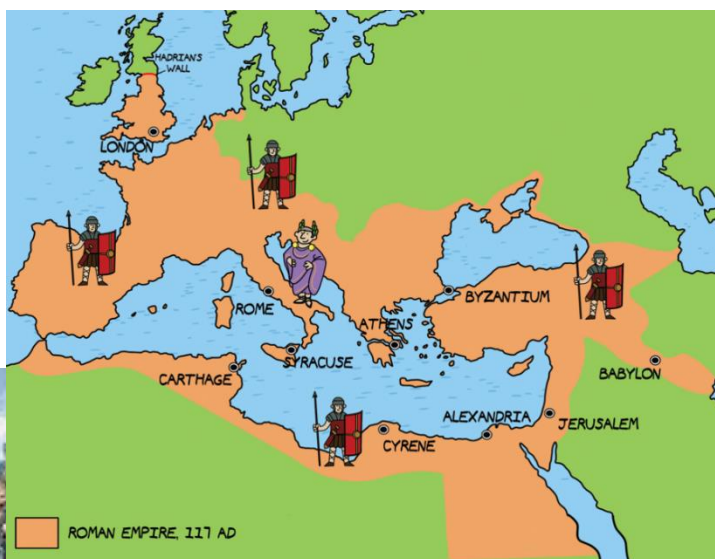 HADRIAN'S
WALL
LONDON
ROME
BYZANTIUM
ATHENS
SYRACUSE
CARTHAGE
BABYLON
ALEXANDRIA
JERUSALEM
CYRENE
ROMAN EMPIRE, 117 AD